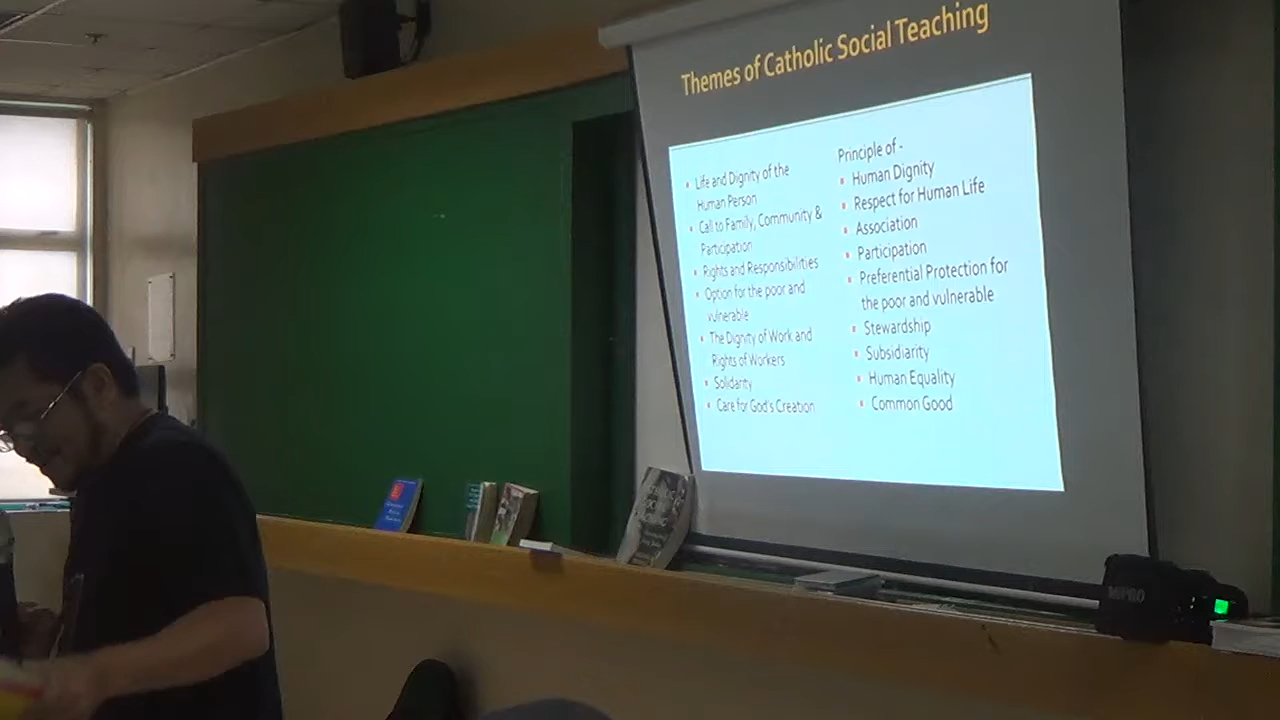 Themes of Catholic Social Teaching
Life and Dignity of the
Human Person
Call to Family, Community &
Participation
Rights and Responsibilities
Option for the poor and
vulnerable
The Dignity of Work and
Rights of Workers
Solidarity
Care for God's Creation
Principle of -
Human Dignity
Respect for Human Life
Association
Participation
Preferential Protection for
the poor and vulnerable
Stewardship
Subsidiarity
Human Equality
Common Good
MIPRO